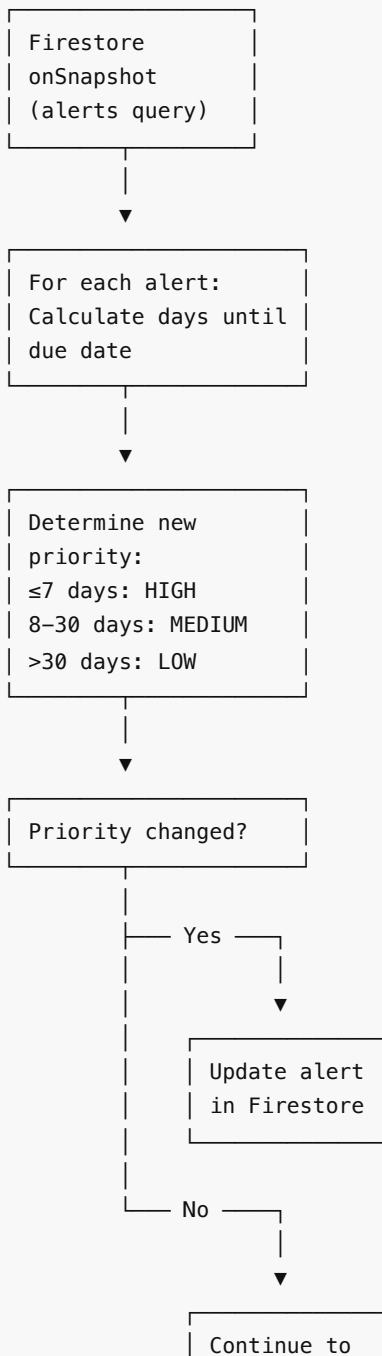 Firestore
onSnapshot
(alerts query)
For each alert:
Calculate days until
due date
Determine new
priority:
≤7 days: HIGH
8–30 days: MEDIUM
>30 days: LOW
Priority changed?
Yes
Update alert
in Firestore
No
Continue to